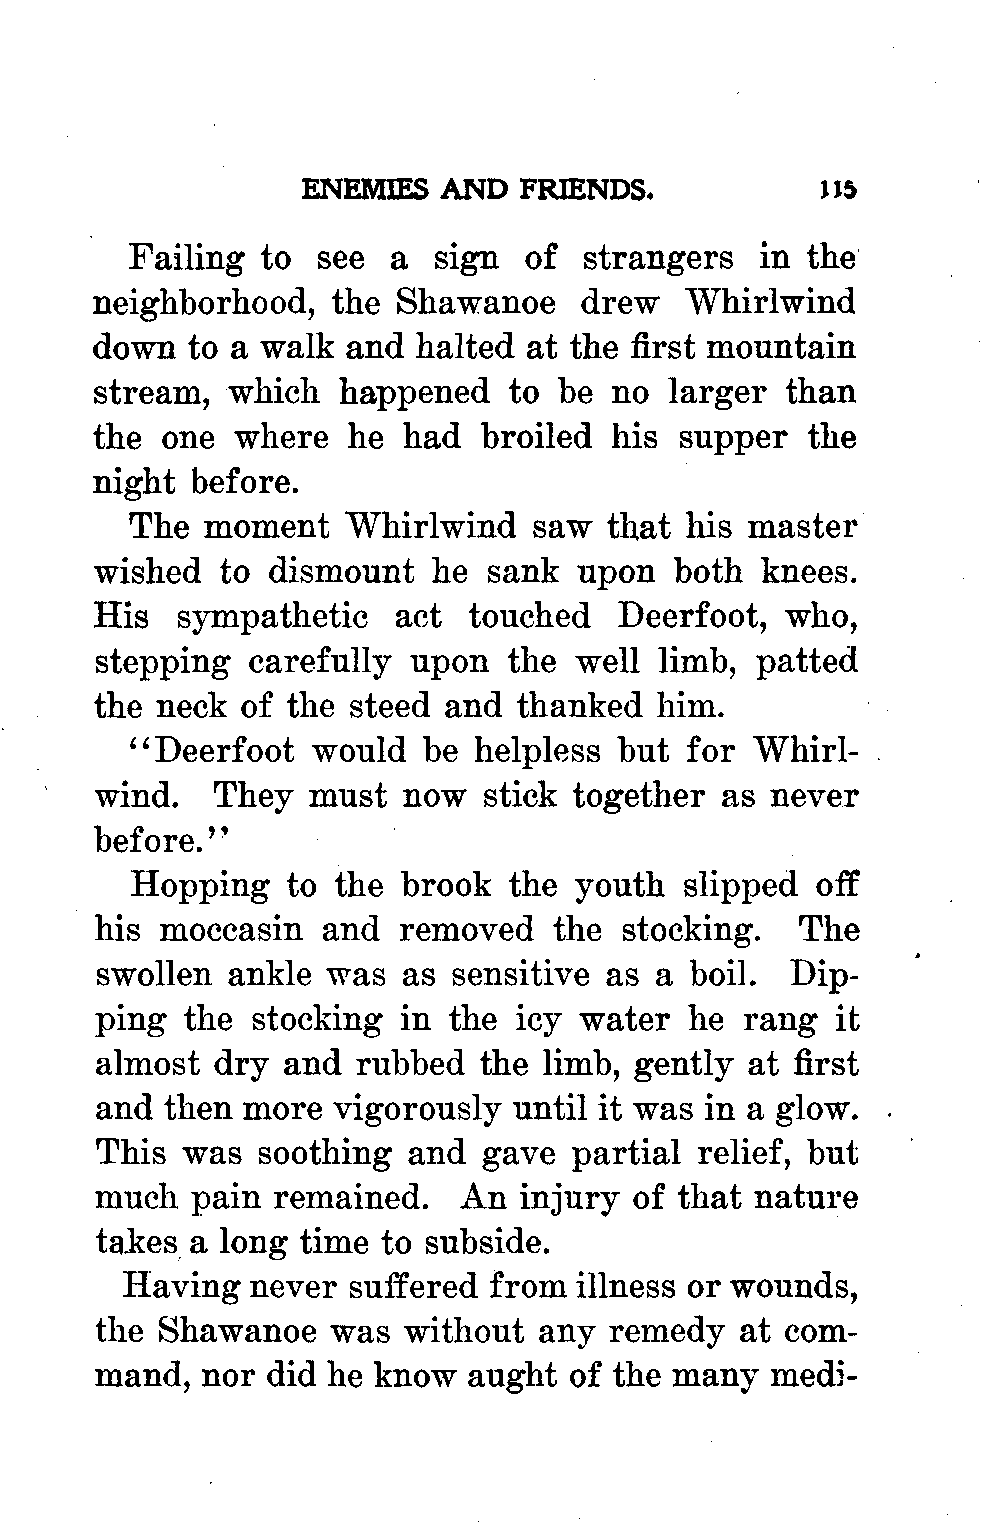 ENEMIES AND FRIENDS. 115
Failing to see a sign of strangers in the
neighborhood, the Shawanoe drew Whirlwind
down to a walk and halted at the first mountain
stream, which happened to be no larger than
the one where he had broiled his supper the
night before.
The moment Whirlwind saw that his master
wished to dismount he sank upon both knees.
His sympathetic act touched Deerfoot, who,
stepping carefully upon the well limb, patted
the neck of the steed and thanked him.
“Deerfoot would be helpless but for Whirl-
wind. They must now stick together as never
before.”
Hopping to the brook the youth slipped off
his moccasin and removed the stocking. The
swollen ankle was as sensitive as a boil. Dip-
ping the stocking in the icy water he rang it
almost dry and rubbed the limb, gently at first
and then more vigorously until it was in a glow.
This was soothing and gave partial relief, but
much pain remained. An injury of that nature
takes a long time to subside.
Having never suffered from illness or wounds,
the Shawanoe was without any remedy at com-
mand, nor did he know aught of the many medi-